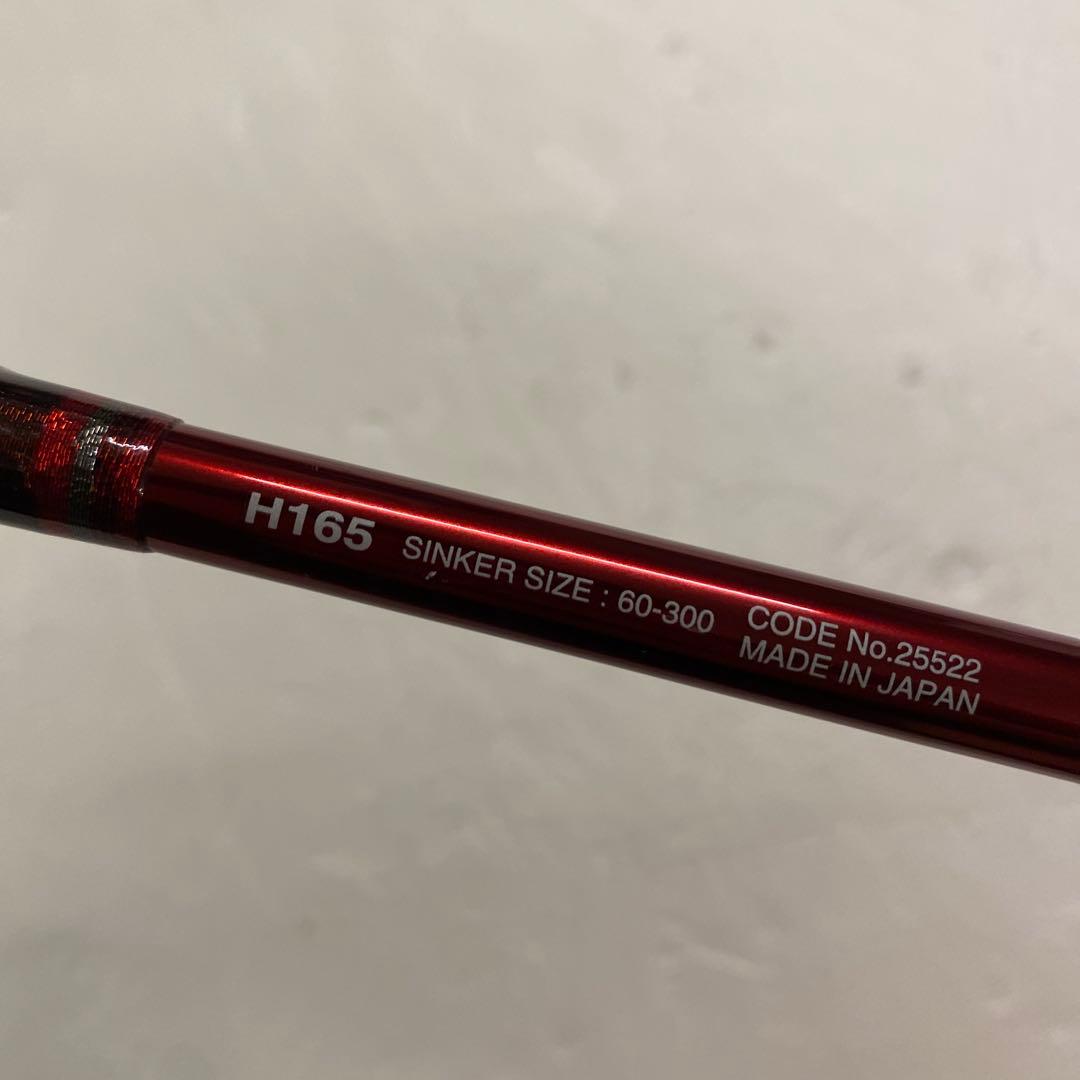 H165 SINKER SIZE : 60-300 CODE No.25522
MADE IN JAPAN